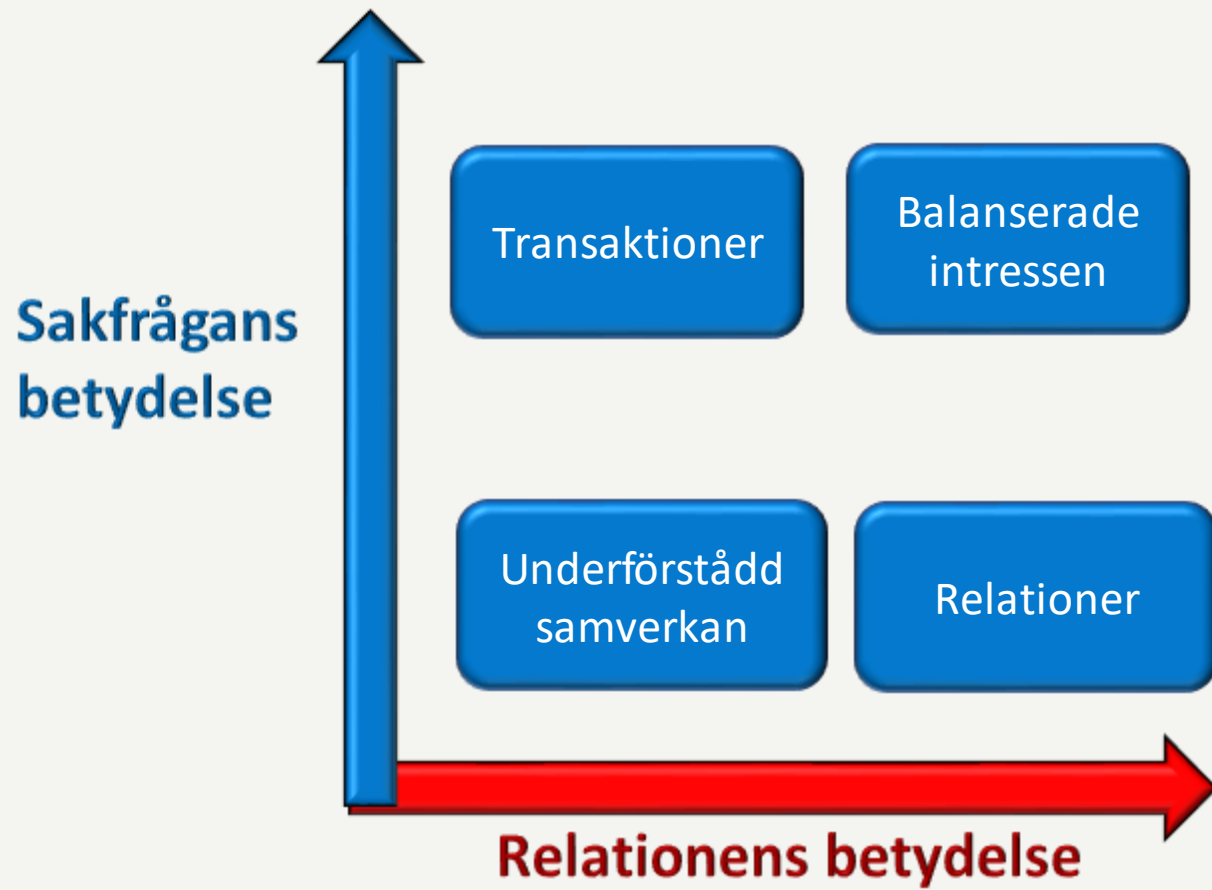 Transaktioner
Balanserade
intressen
Sakfrågans
betydelse
Underförstådd
samverkan
Relationer
Relationens betydelse